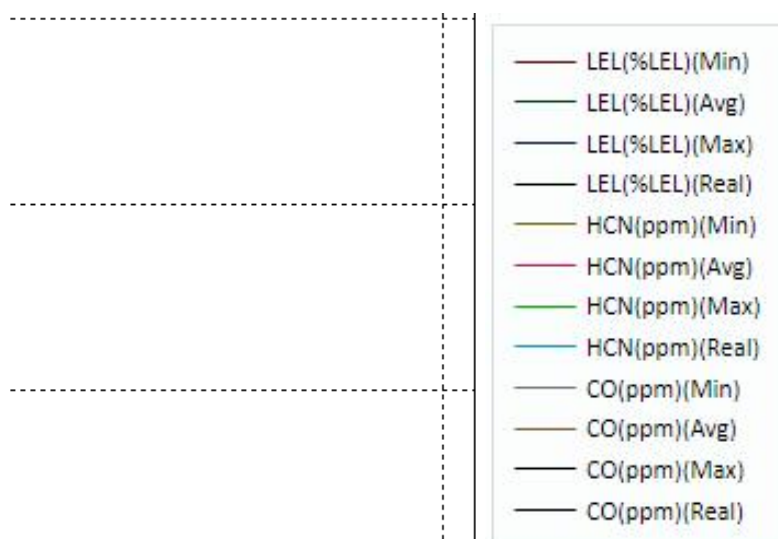 LEL(%LEL)(Min)
LEL(%LEL)(Avg)
LEL(%LEL)(Max)
LEL(%LEL)(Real)
HCN(ppm)(Min)
HCN(ppm)(Avg)
HCN(ppm)(Max)
HCN(ppm)(Real)
CO(ppm)(Min)
CO(ppm)(Avg)
CO(ppm)(Max)
CO(ppm)(Real)